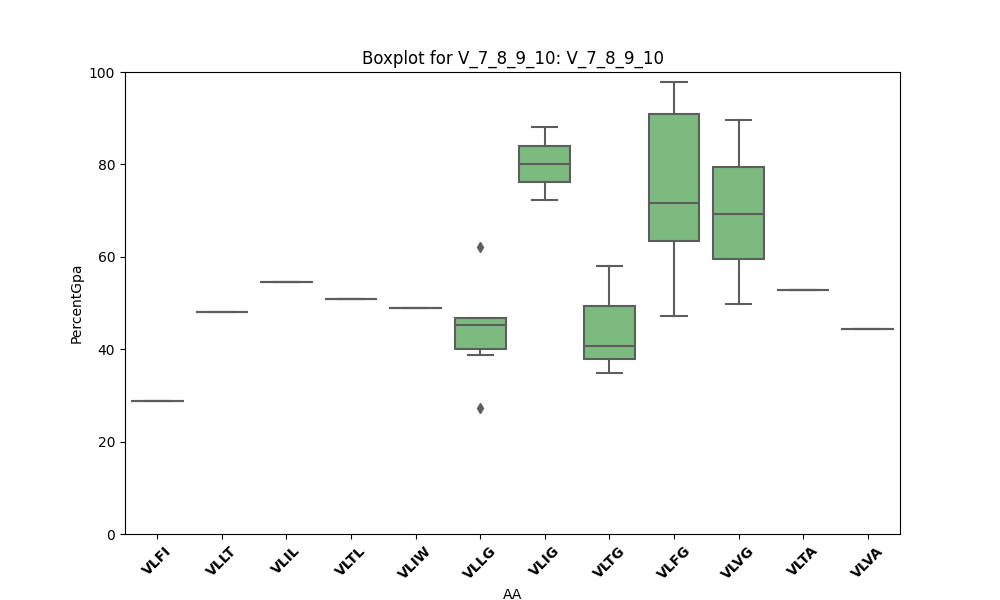 Boxplot for V_7_8_9_10: V_7_8_9_10
100
80
60
40
20
0
PercentGpa
VLFI VLLT VLIL VLTL VLIW VLLG VLIG VLTG VLFG VLVG VLTA VLVA
AA